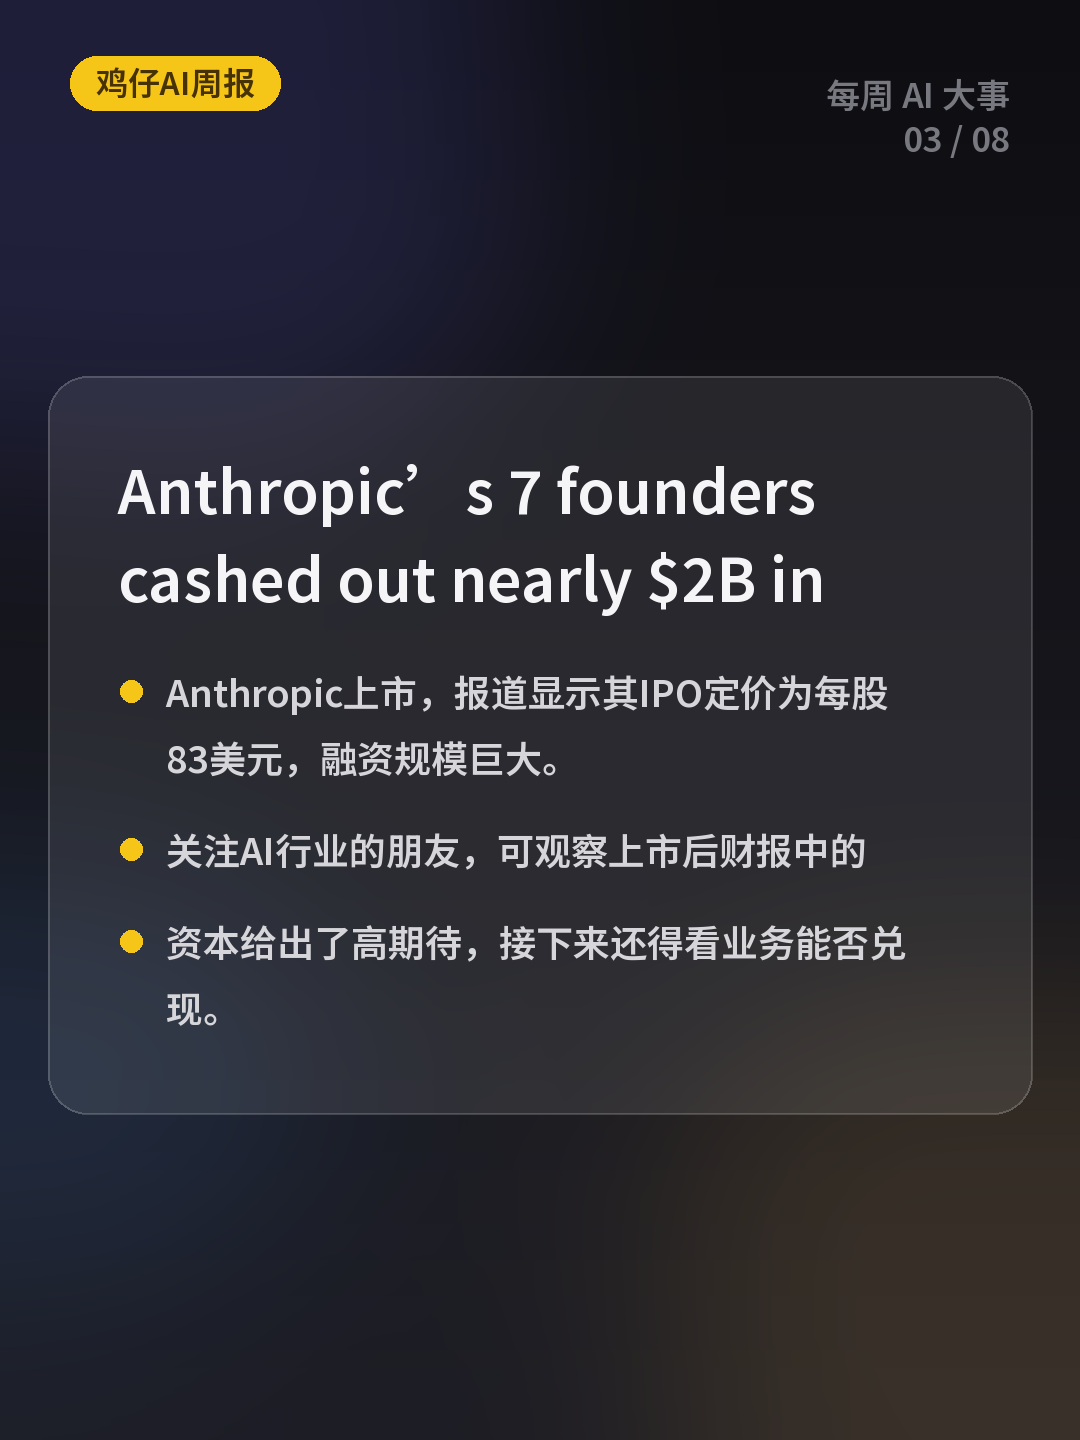 鸡仔AI周报
每周 AI 大事
03 / 08
Anthropic’s 7 founders
cashed out nearly $2B in
Anthropic上市，报道显示其IPO定价为每股
83美元，融资规模巨大。
关注AI行业的朋友，可观察上市后财报中的
资本给出了高期待，接下来还得看业务能否兑
现。